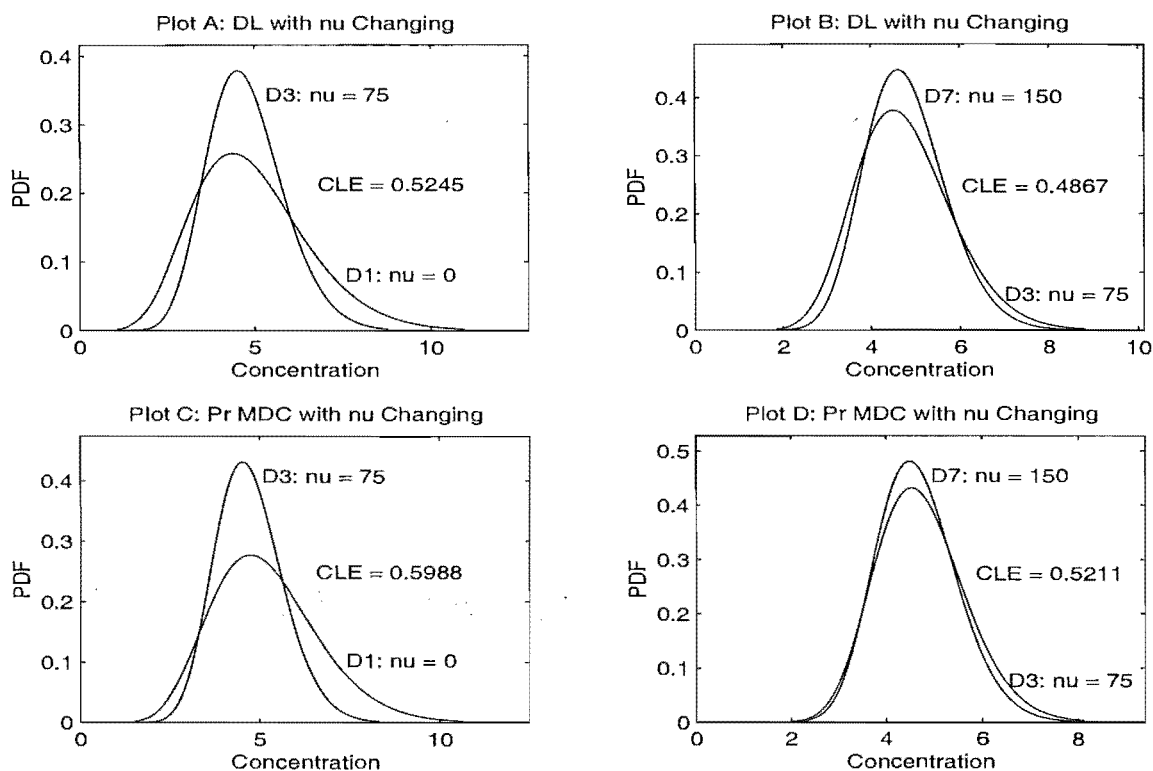 Plot A: DL with nu Changing
0.4
0.3
0.2
0.1
0
PDF
D3: nu = 75
CLE = 0.5245
D1: nu = 0
0 5 10
Concentration
Plot B: DL with nu Changing
0.4
0.3
0.2
0.1
0
PDF
D7: nu = 150
CLE = 0.4867
D3: nu = 75
0 2 4 6 8 10
Concentration
Plot C: Pr MDC with nu Changing
0.4
0.3
0.2
0.1
0
PDF
D3: nu = 75
CLE = 0.5988
D1: nu = 0
0 5 10
Concentration
Plot D: Pr MDC with nu Changing
0.5
0.4
0.3
0.2
0.1
0
PDF
D7: nu = 150
CLE = 0.5211
D3: nu = 75
0 2 4 6 8
Concentration